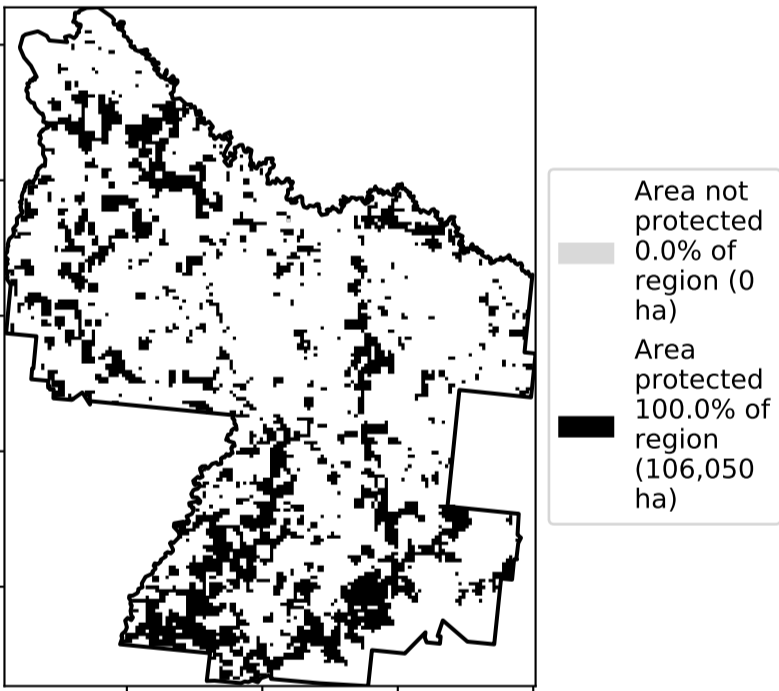 Area not
protected
0.0% of
region (0
ha)
Area
protected
100.0% of
region
(106,050
ha)